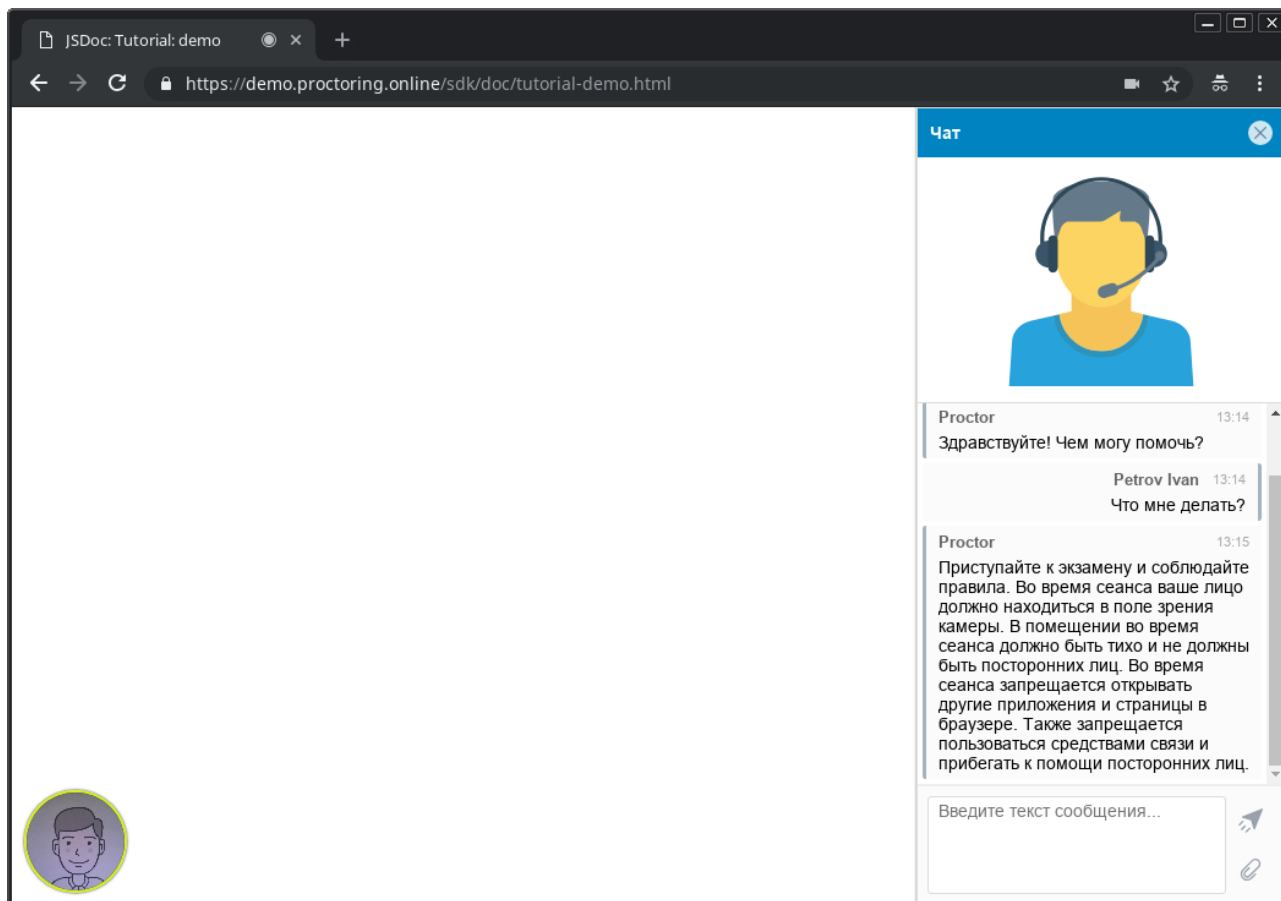 JSDoc: Tutorial: demo
https://demo.proctoring.online/sdk/doc/tutorial-demo.html
Чат
Proctor 13:14
Здравствуйте! Чем могу помочь?
Petrov Ivan 13:14
Что мне делать?
Proctor 13:15
Приступайте к экзамену и соблюдайте
правила. Во время сеанса ваше лицо
должно находиться в поле зрения
камеры. В помещении во время
сеанса должно быть тихо и не должны
быть посторонних лиц. Во время
сеанса запрещается открывать
другие приложения и страницы в
браузере. Также запрещается
пользоваться средствами связи и
прибегать к помощи посторонних лиц.
Введите текст сообщения...